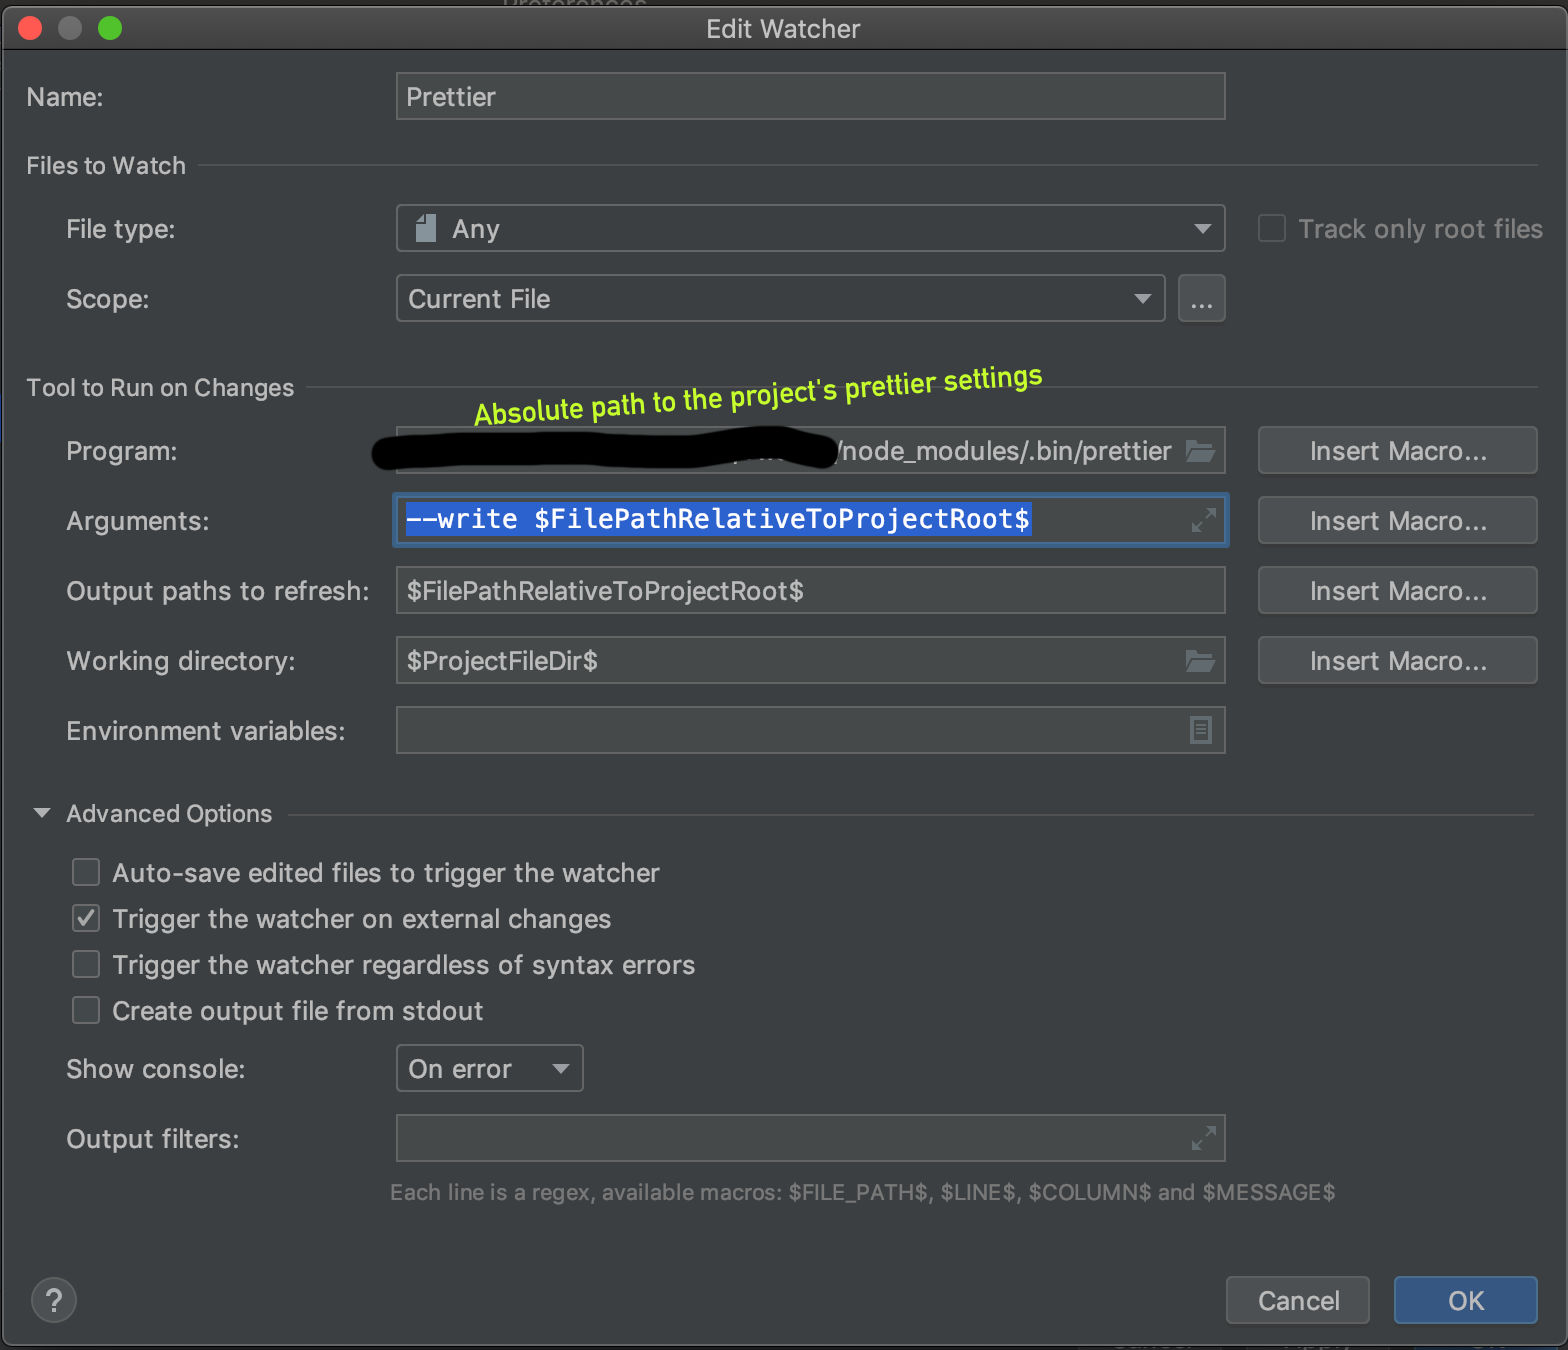 Preferences
Edit Watcher
Name: Prettier
Files to Watch
File type: Any Track only root files
Scope: Current File ...
Tool to Run on Changes
Absolute path to the project's prettier settings
Program: /node_modules/.bin/prettier Insert Macro...
Arguments: --write $FilePathRelativeToProjectRoot$ Insert Macro...
Output paths to refresh: $FilePathRelativeToProjectRoot$ Insert Macro...
Working directory: $ProjectFileDir$ Insert Macro...
Environment variables:
Advanced Options
Auto-save edited files to trigger the watcher
Trigger the watcher on external changes
Trigger the watcher regardless of syntax errors
Create output file from stdout
Show console: On error
Output filters:
Each line is a regex, available macros: $FILE_PATH$, $LINE$, $COLUMN$ and $MESSAGE$
? Cancel OK